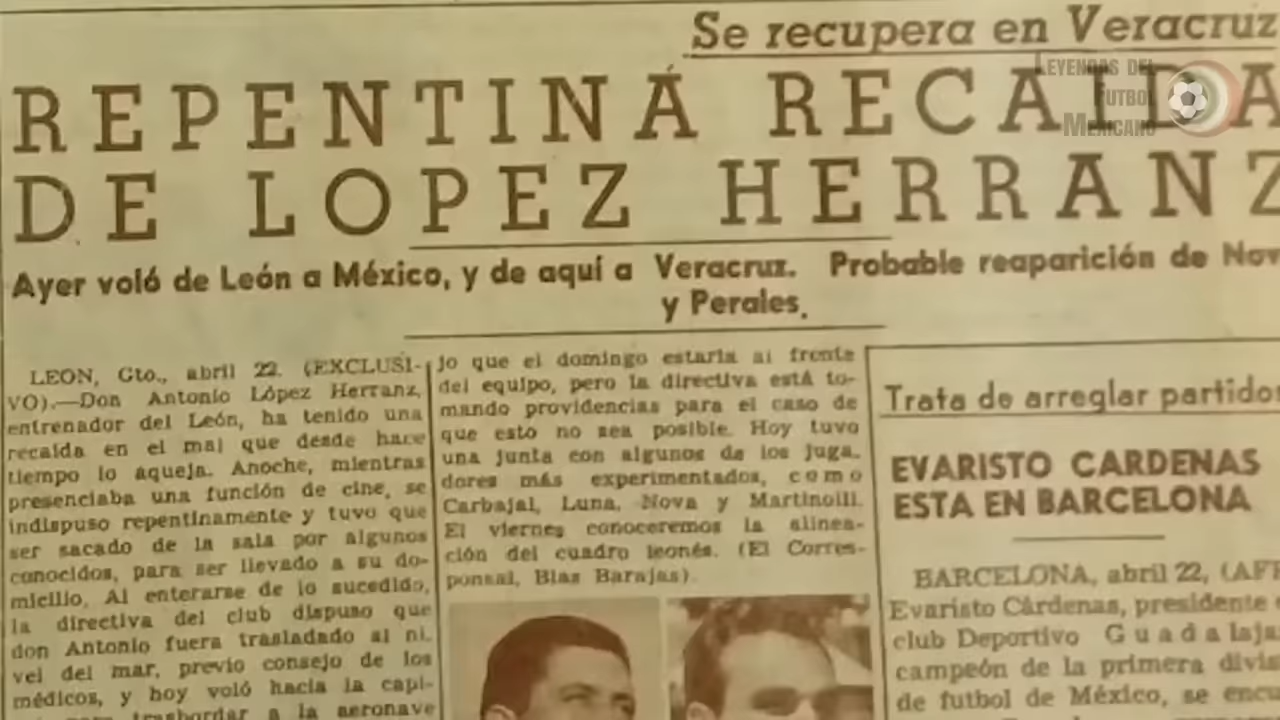 Se recupera en Veracruz
LEYENDAS DEL
FUTBOL
MEXICANO
REPENTINA RECAIDA
DE LOPEZ HERRANZ
Ayer voló de León a México, y de aquí a Veracruz. Probable reaparición de Nov
y Perales.
LEON, Gto., abril 22. (EXCLUSI-
VO).—Don Antonio López Herranz,
entrenador del León, ha tenido una
recaída en el mal que desde hace
tiempo lo aqueja. Anoche, mientras
presenciaba una función de cine, se
indispuso repentinamente y tuvo que
ser sacado de la sala por algunos
conocidos, para ser llevado a su do-
micilio. Al enterarse de lo sucedido,
la directiva del club dispuso que
don Antonio fuera trasladado al ni-
vel del mar, previo consejo de los
médicos, y hoy voló hacia la capi-
trasbordar a la aeronave
jo que el domingo estaría al frente
del equipo, pero la directiva está to-
mando providencias para el caso de
que esto no sea posible. Hoy tuvo
una junta con algunos de los juga-
dores más experimentados, como
Carbajal, Luna, Nova y Martinolli.
El viernes conoceremos la alinea-
ción del cuadro leonés. (El Corres-
ponsal, Blas Barajas).
Trata de arreglar partidos
EVARISTO CARDENAS
ESTA EN BARCELONA
BARCELONA, abril 22, (AFP
Evaristo Cárdenas, presidente
club Deportivo Guadalaja
campeón de la primera divis
de futbol de México, se encu